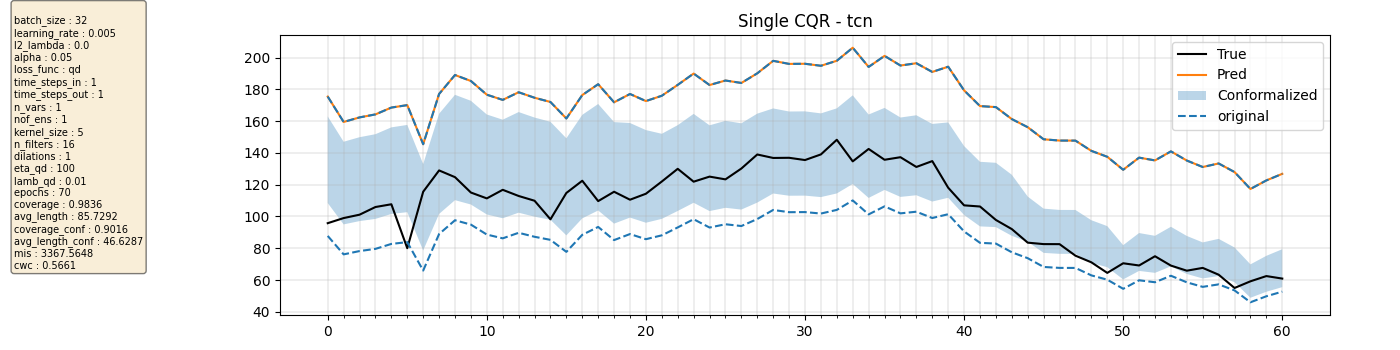 batch_size : 32
learning_rate : 0.005
l2_lambda : 0.0
alpha : 0.05
loss_func : qd
time_steps_in : 1
time_steps_out : 1
n_vars : 1
nof_ens : 1
kernel_size : 5
n_filters : 16
dilations : 1
eta_qd : 100
lamb_qd : 0.01
epochs : 70
coverage : 0.9836
avg_length : 85.7292
coverage_conf : 0.9016
avg_length_conf : 46.6287
mis : 3367.5648
cwc : 0.5661
Single CQR - tcn
200
180
160
140
120
100
80
60
40
0 10 20 30 40 50 60
True
Pred
Conformalized
original